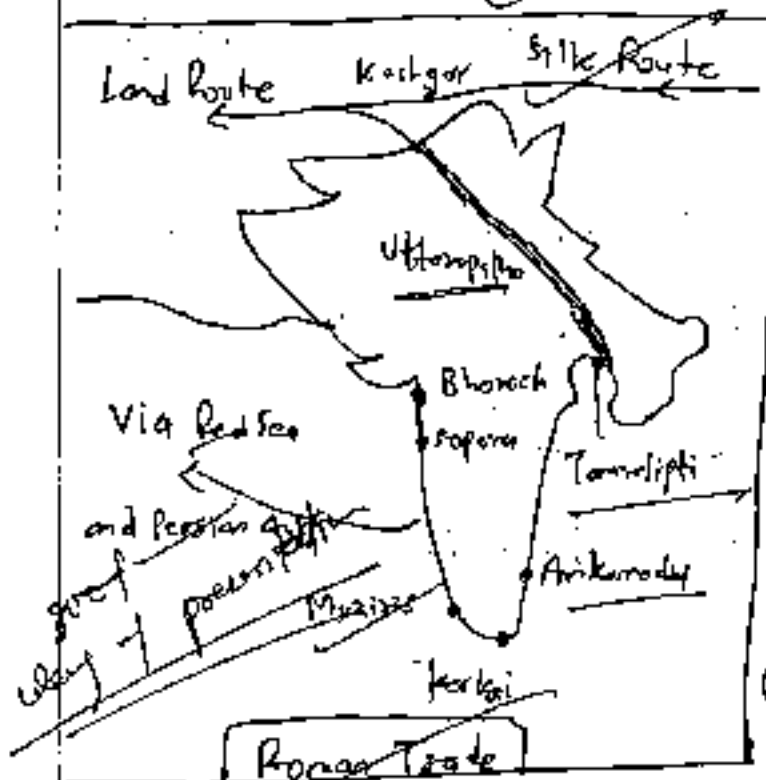 Silk Route
Kashgar
Land Route
Uttarapatha
Bharoch
Sopara
Via Red Sea
Tamralipti
and Persian gulf
Arikamedu
Muziris
Korkai
Roman Trade